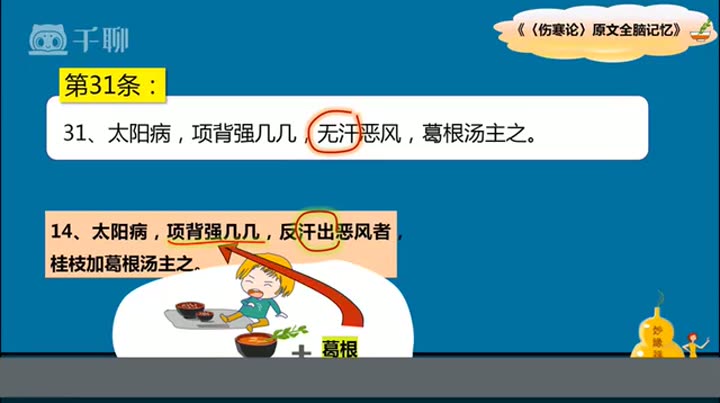 千聊
《〈伤寒论〉原文全脑记忆》
第31条：
31、太阳病，项背强几几，无汗恶风，葛根汤主之。
14、太阳病，项背强几几，反汗出恶风者，
桂枝加葛根汤主之。
+ 葛根
妙
缘